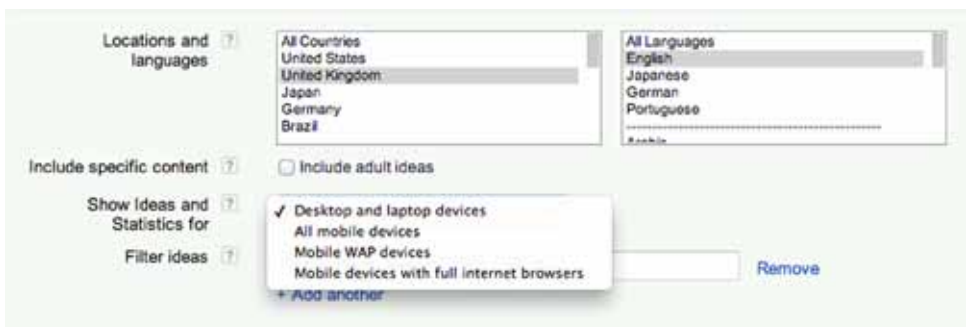 Locations and
languages
?
All Countries
United States
United Kingdom
Japan
Germany
Brazil
All Languages
English
Japanese
German
Portuguese
--------------------------------------------------
Arabic
Include specific content ? Include adult ideas
Show Ideas and
Statistics for
?
✓ Desktop and laptop devices
All mobile devices
Mobile WAP devices
Mobile devices with full internet browsers
Filter ideas ? Remove
+ Add another